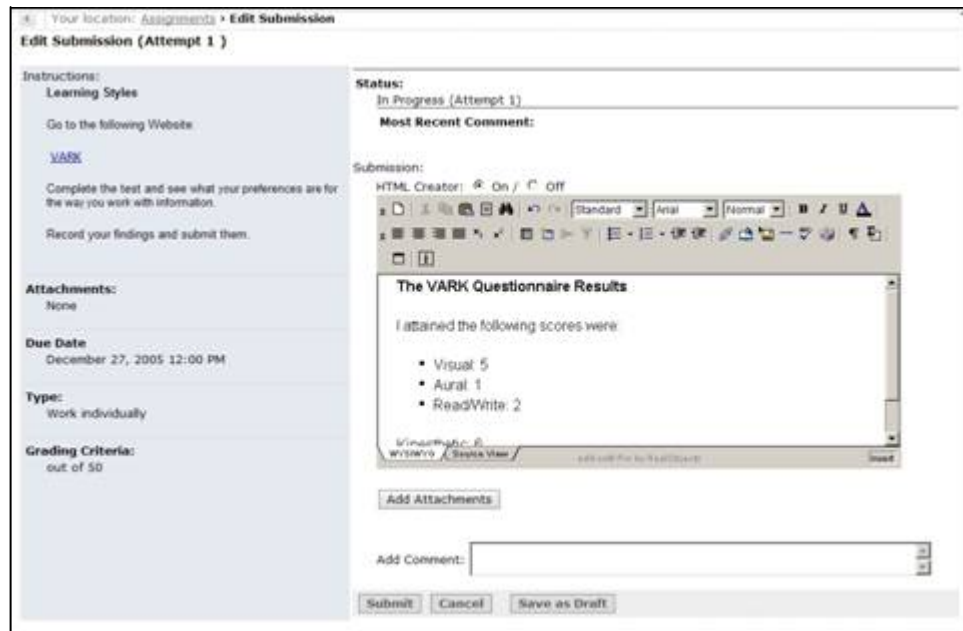 Your location: Assignments › Edit Submission
Edit Submission (Attempt 1 )
Instructions:
Learning Styles
Go to the following Website
VARK
Complete the test and see what your preferences are for
the way you work with information.
Record your findings and submit them.
Attachments:
None
Due Date
December 27, 2005 12:00 PM
Type:
Work individually
Grading Criteria:
out of 50
Status:
In Progress (Attempt 1)
Most Recent Comment:
Submission:
HTML Creator: On / Off
Standard Arial Normal B I U A
The VARK Questionnaire Results
I attained the following scores were:
• Visual: 5
• Aural: 1
• Read/Write: 2
Kinesthetic: 6
WYSIWYG Source View Insert
Add Attachments
Add Comment:
Submit Cancel Save as Draft